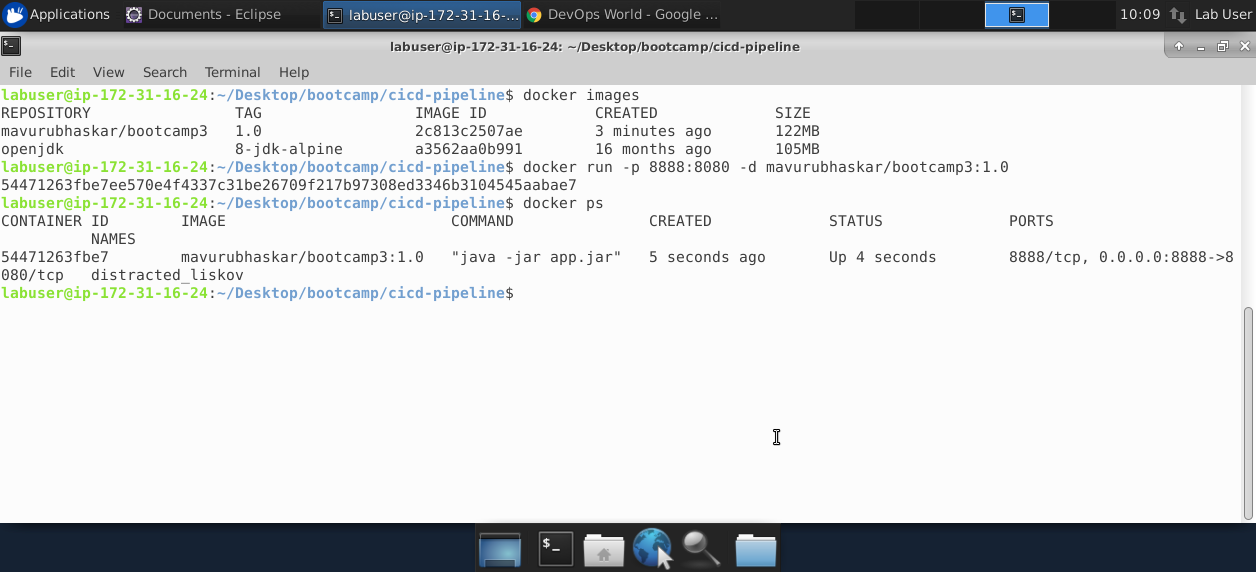 Applications Documents - Eclipse labuser@ip-172-31-16-... DevOps World - Google ... 10:09 Lab User
labuser@ip-172-31-16-24: ~/Desktop/bootcamp/cicd-pipeline
File Edit View Search Terminal Help
labuser@ip-172-31-16-24:~/Desktop/bootcamp/cicd-pipeline$ docker images
REPOSITORY TAG IMAGE ID CREATED SIZE
mavurubhaskar/bootcamp3 1.0 2c813c2507ae 3 minutes ago 122MB
openjdk 8-jdk-alpine a3562aa0b991 16 months ago 105MB
labuser@ip-172-31-16-24:~/Desktop/bootcamp/cicd-pipeline$ docker run -p 8888:8080 -d mavurubhaskar/bootcamp3:1.0
54471263fbe7ee570e4f4337c31be26709f217b97308ed3346b3104545aabae7
labuser@ip-172-31-16-24:~/Desktop/bootcamp/cicd-pipeline$ docker ps
CONTAINER ID IMAGE COMMAND CREATED STATUS PORTS
NAMES
54471263fbe7 mavurubhaskar/bootcamp3:1.0 "java -jar app.jar" 5 seconds ago Up 4 seconds 8888/tcp, 0.0.0.0:8888->8
080/tcp distracted_liskov
labuser@ip-172-31-16-24:~/Desktop/bootcamp/cicd-pipeline$
$_